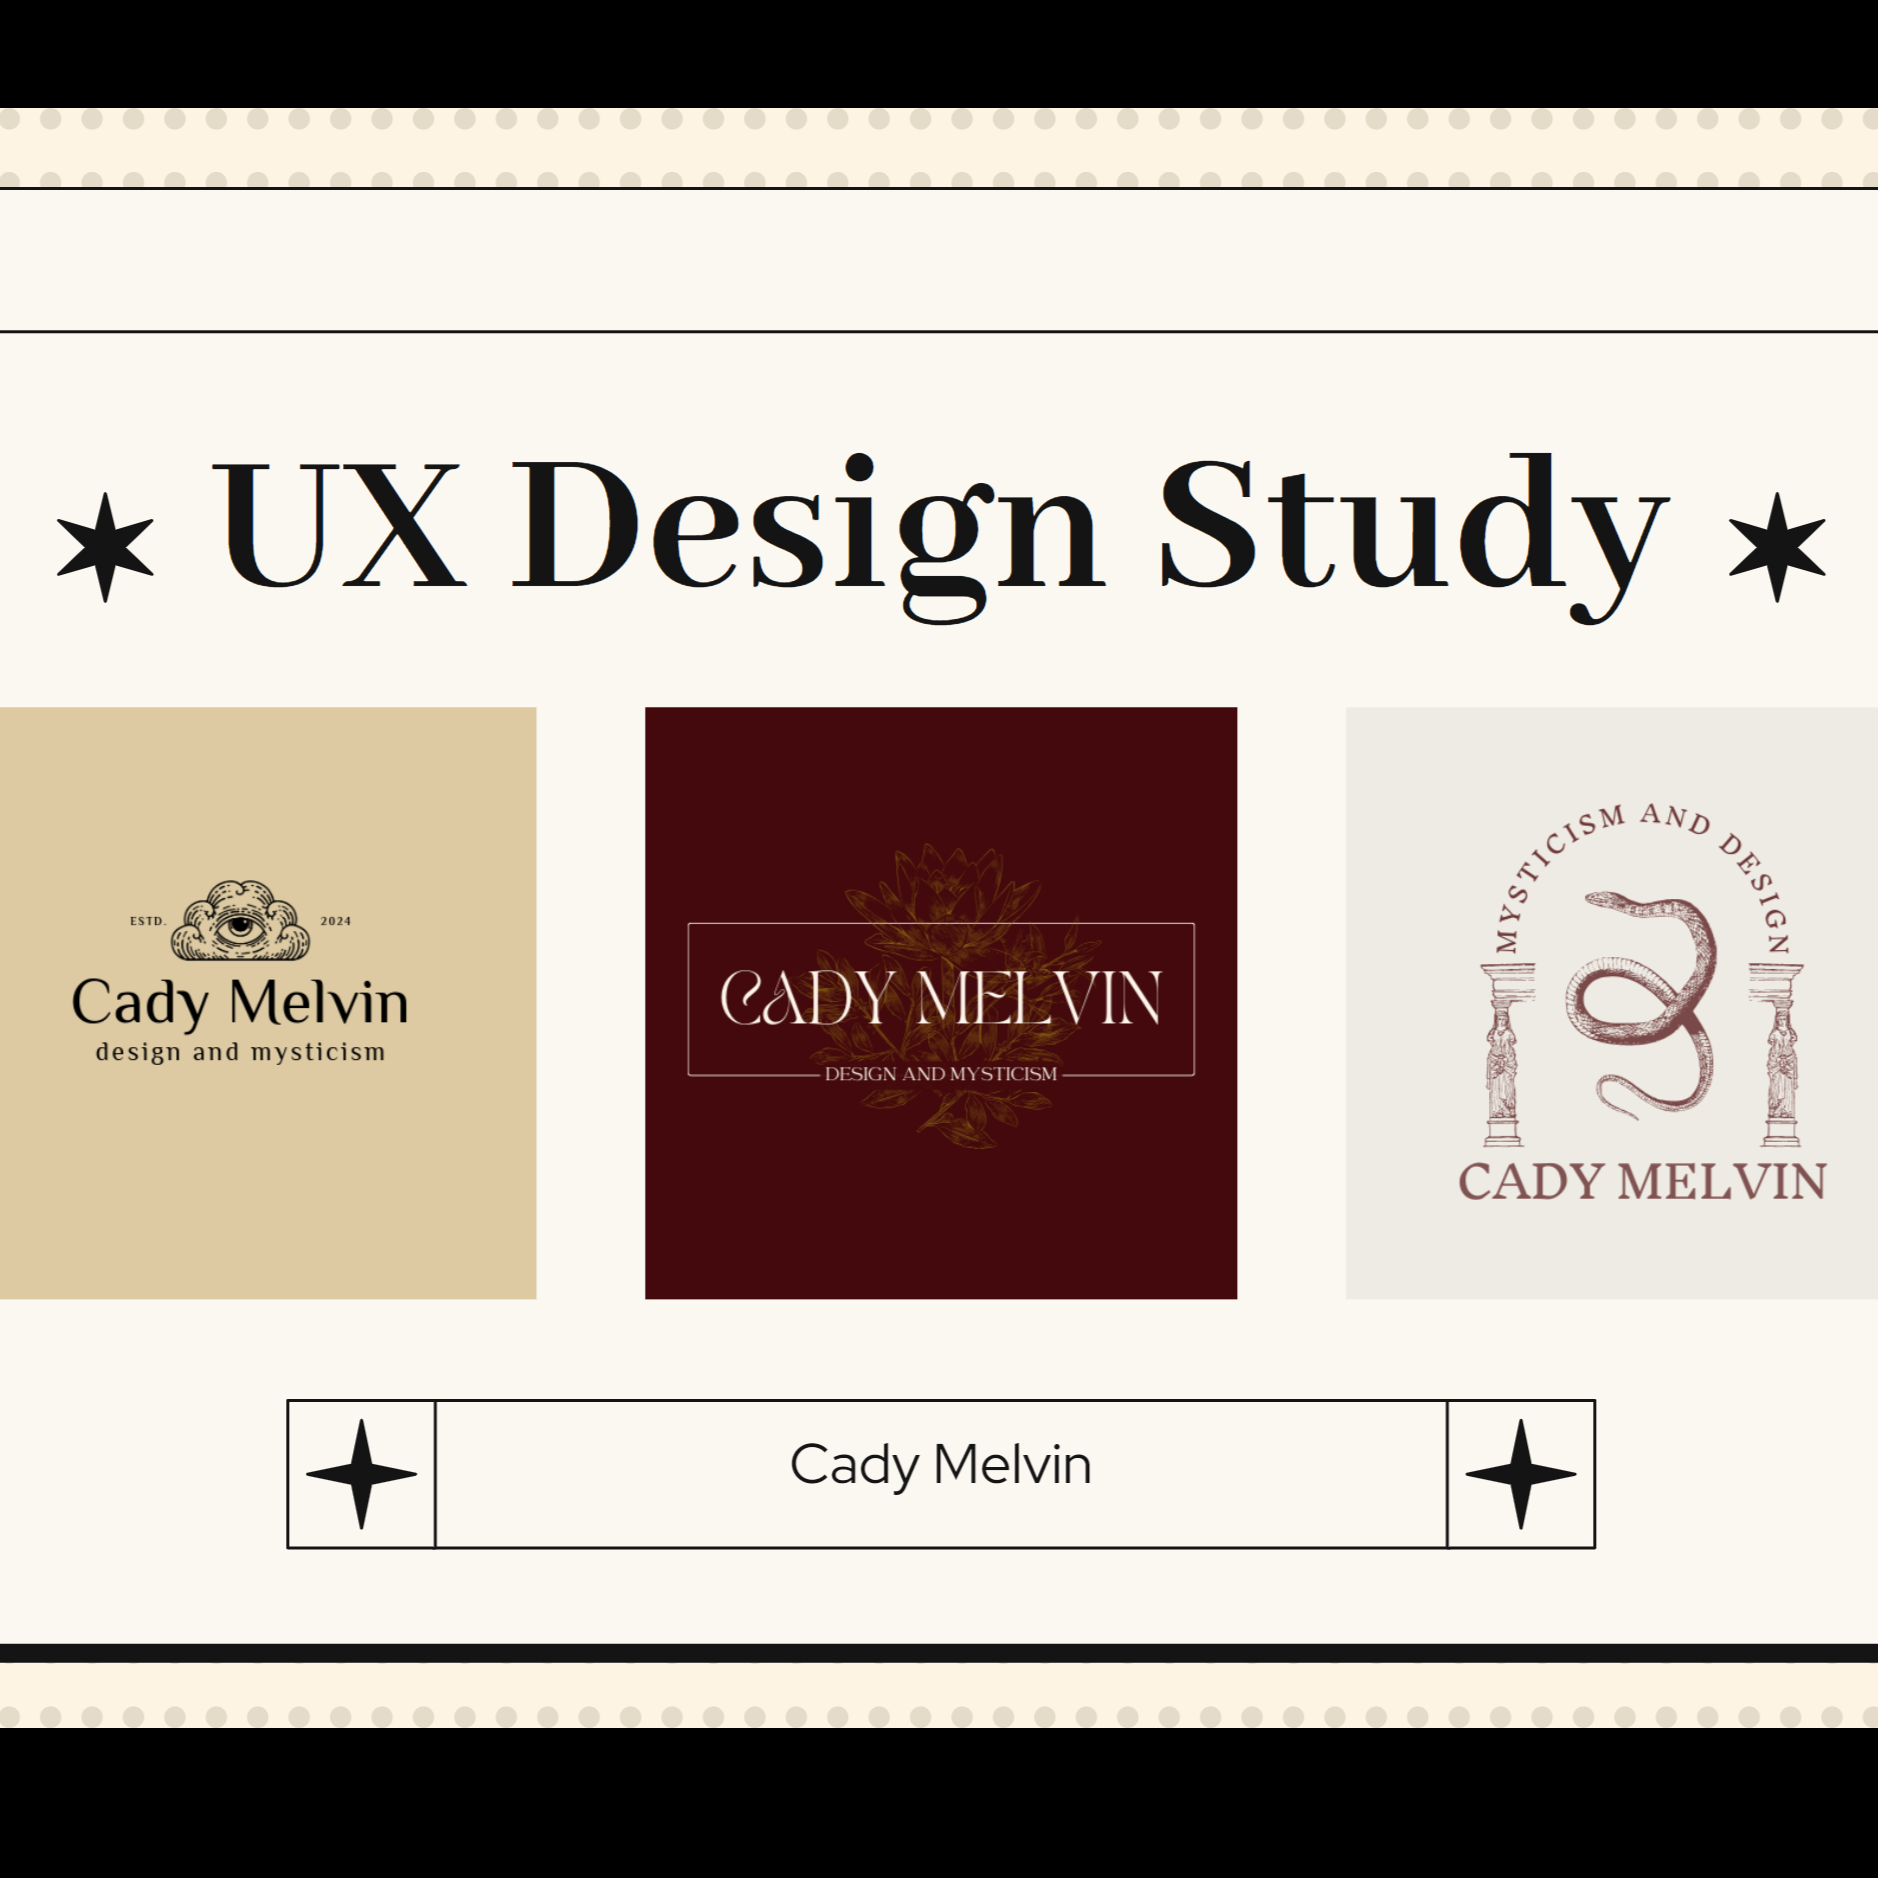 UX Design Study
ESTD. 2024
Cady Melvin
design and mysticism
CADY MELVIN
DESIGN AND MYSTICISM
MYSTICISM AND DESIGN
CADY MELVIN
Cady Melvin